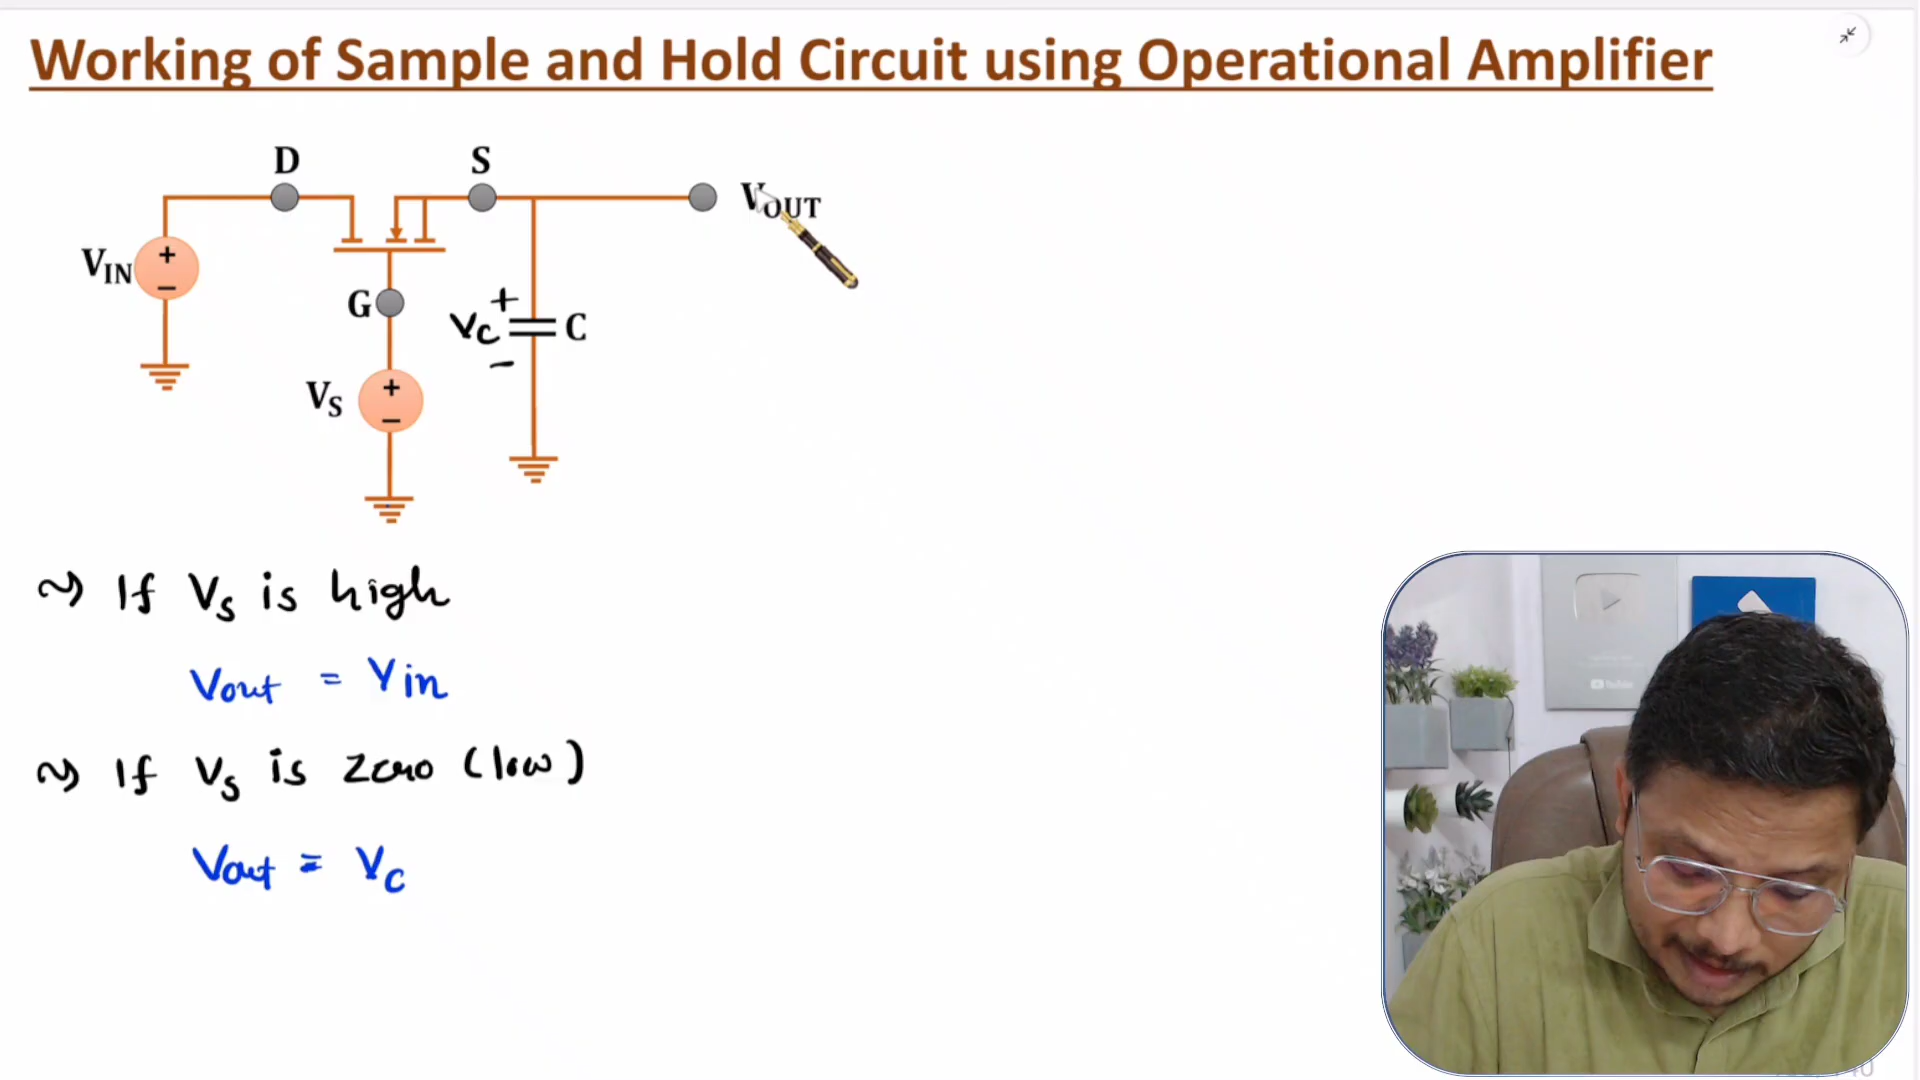 Working of Sample and Hold Circuit using Operational Amplifier
D
S
VOUT
+
VIN
−
G
+
VC
C
−
+
VS
−
~) If Vs is high
Vout = Vin
~) If Vs is zero (low)
Vout = Vc
YouTube